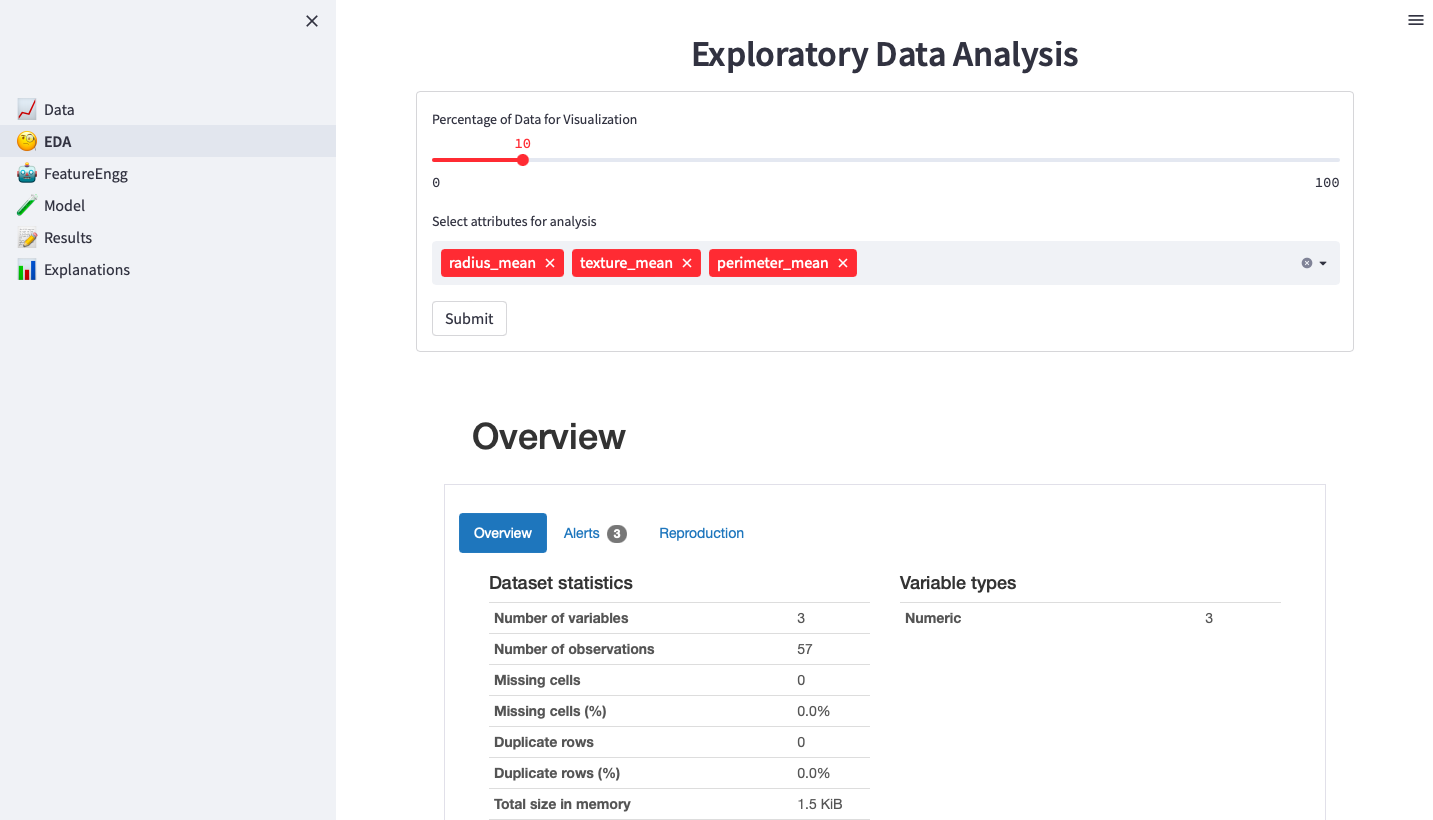 Data
EDA
FeatureEngg
Model
Results
Explanations
Exploratory Data Analysis
Percentage of Data for Visualization
10
0 100
Select attributes for analysis
radius_mean texture_mean perimeter_mean
Submit
Overview
Overview Alerts 3 Reproduction
Dataset statistics
Number of variables 3
Number of observations 57
Missing cells 0
Missing cells (%) 0.0%
Duplicate rows 0
Duplicate rows (%) 0.0%
Total size in memory 1.5 KiB
Variable types
Numeric 3